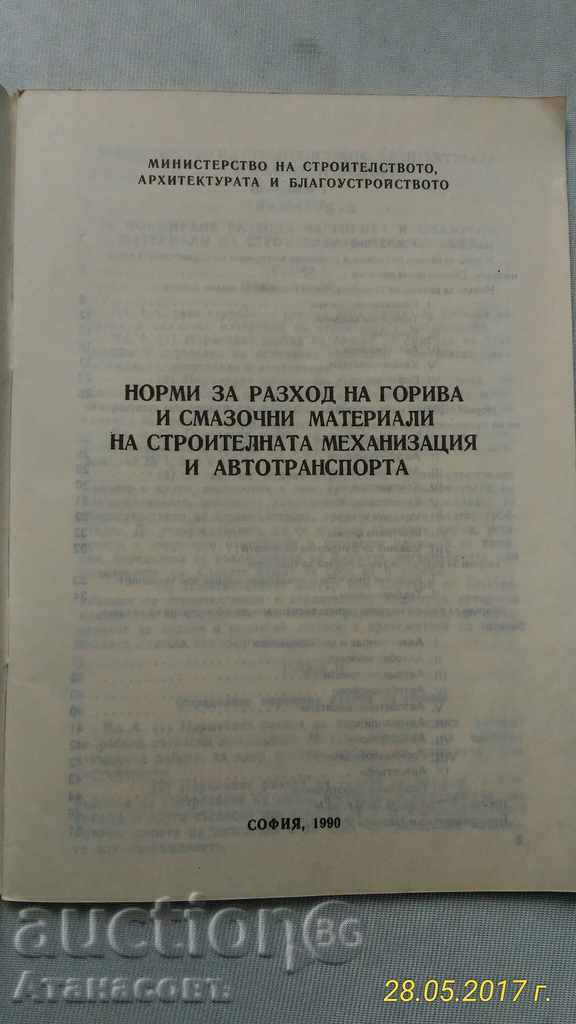 МИНИСТЕРСТВО НА СТРОИТЕЛСТВОТО,
АРХИТЕКТУРАТА И БЛАГОУСТРОЙСТВОТО
НОРМИ ЗА РАЗХОД НА ГОРИВА
И СМАЗОЧНИ МАТЕРИАЛИ
НА СТРОИТЕЛНАТА МЕХАНИЗАЦИЯ
И АВТОТРАНСПОРТА
СОФИЯ, 1990
auction BG
Атанасовъ
28.05.2017 г.